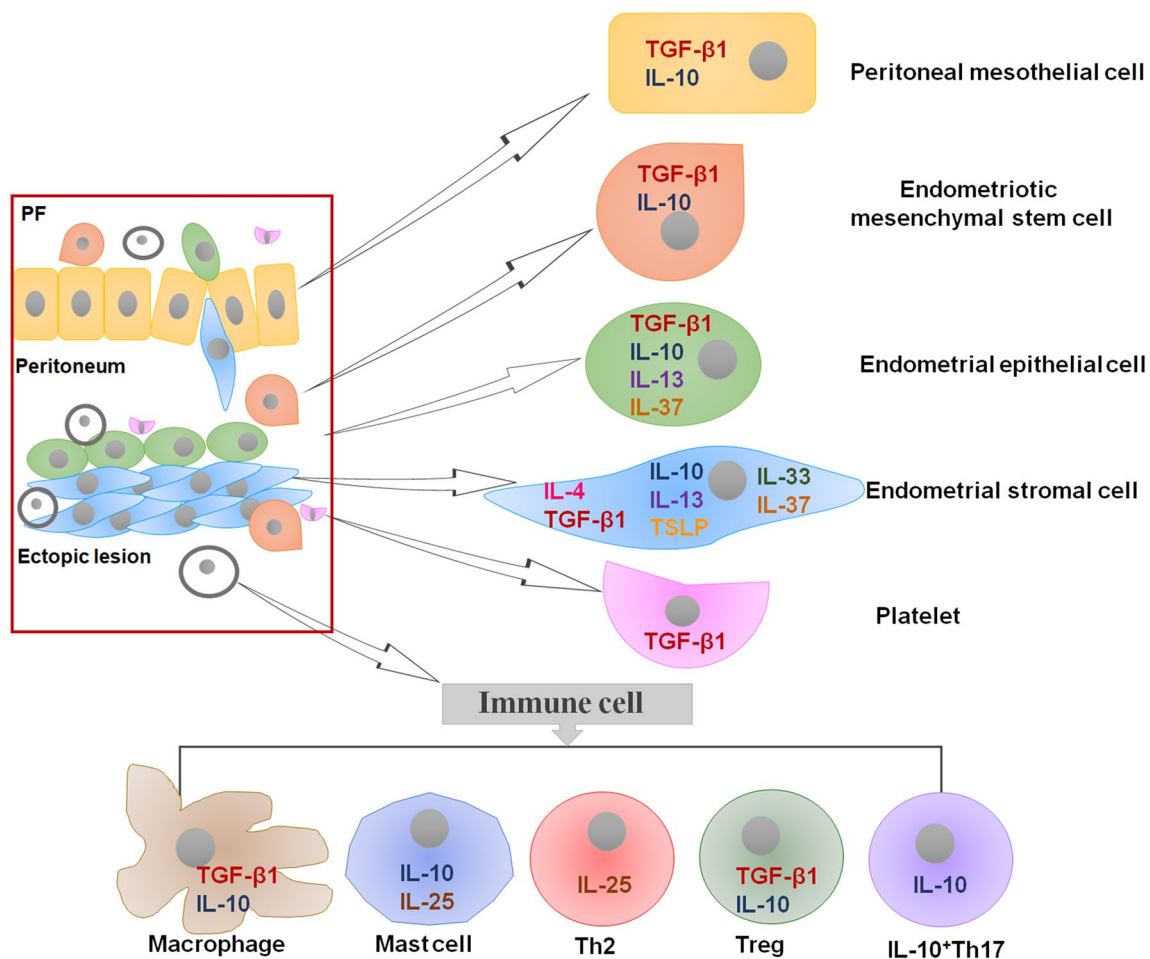 TGF-β1
IL-10
Peritoneal mesothelial cell
TGF-β1
IL-10
Endometriotic
mesenchymal stem cell
PF
Peritoneum
TGF-β1
IL-10
IL-13
IL-37
Endometrial epithelial cell
IL-4
TGF-β1
IL-10
IL-13
TSLP
IL-33
IL-37
Endometrial stromal cell
Ectopic lesion
TGF-β1
Platelet
Immune cell
TGF-β1
IL-10
Macrophage
IL-10
IL-25
Mast cell
IL-25
Th2
TGF-β1
IL-10
Treg
IL-10
IL-10⁺Th17